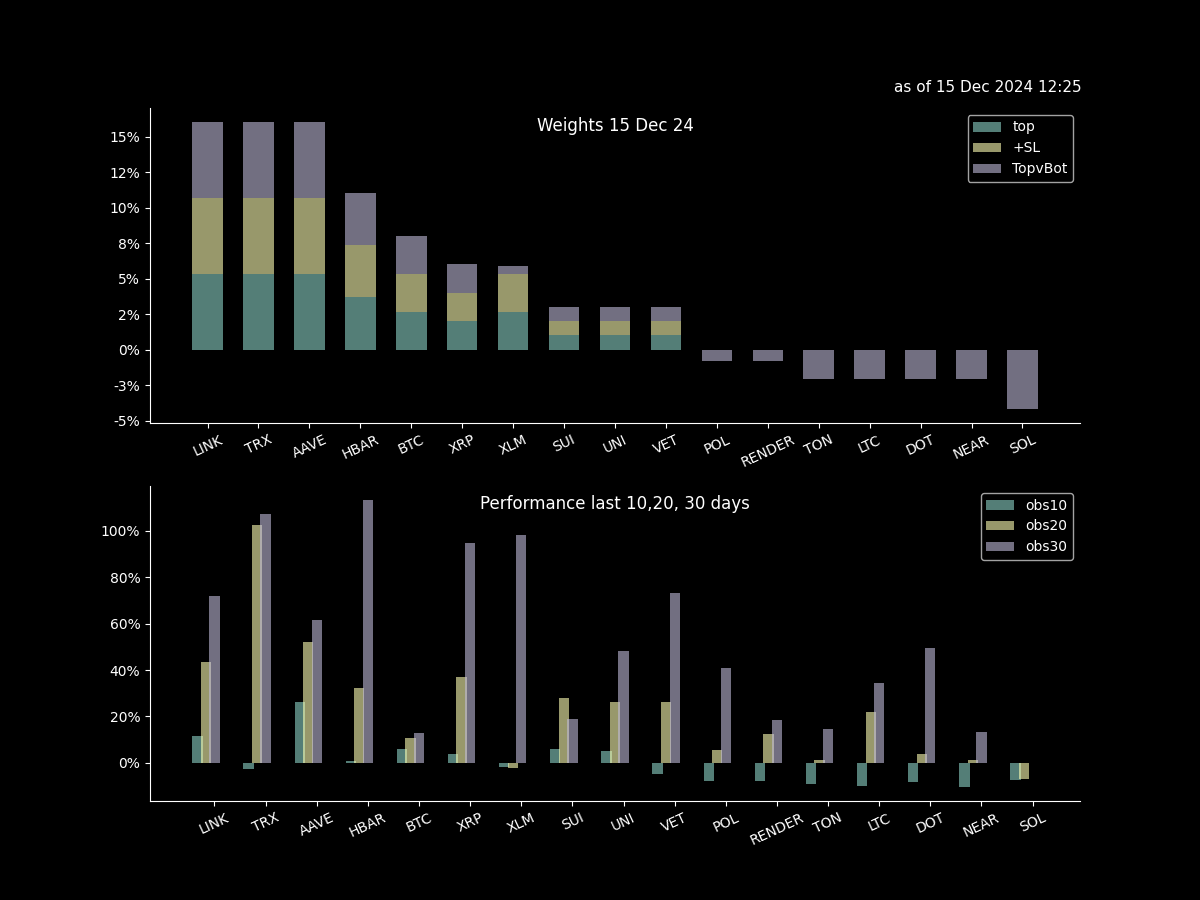 as of 15 Dec 2024 12:25
Weights 15 Dec 24
top
+SL
TopvBot
15%
12%
10%
8%
5%
2%
0%
-3%
-5%
LINK TRX AAVE HBAR BTC XRP XLM SUI UNI VET POL RENDER TON LTC DOT NEAR SOL
Performance last 10,20, 30 days
obs10
obs20
obs30
100%
80%
60%
40%
20%
0%
LINK TRX AAVE HBAR BTC XRP XLM SUI UNI VET POL RENDER TON LTC DOT NEAR SOL